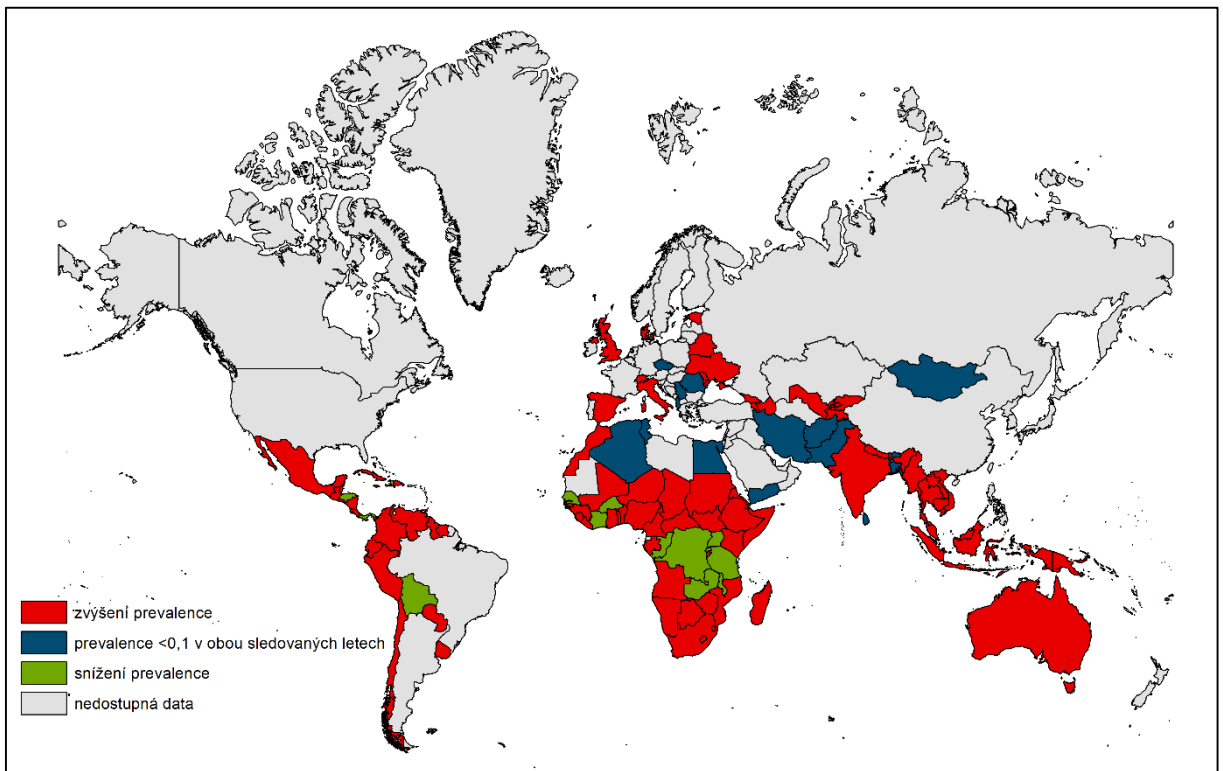 zvýšení prevalence
prevalence <0,1 v obou sledovaných letech
snížení prevalence
nedostupná data